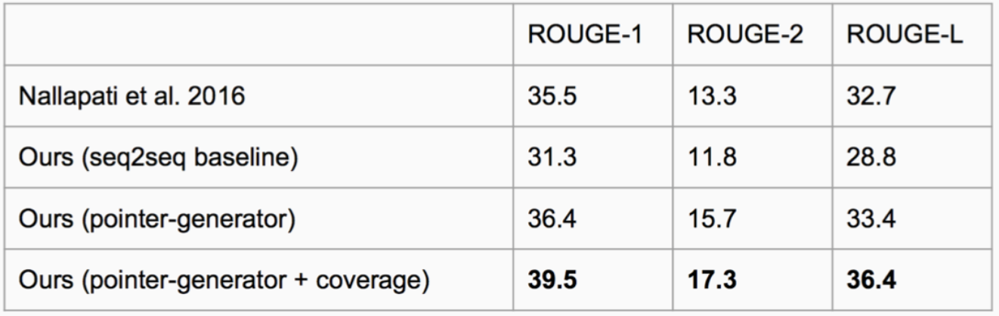 ROUGE-1 ROUGE-2 ROUGE-L
Nallapati et al. 2016 35.5 13.3 32.7
Ours (seq2seq baseline) 31.3 11.8 28.8
Ours (pointer-generator) 36.4 15.7 33.4
Ours (pointer-generator + coverage) 39.5 17.3 36.4